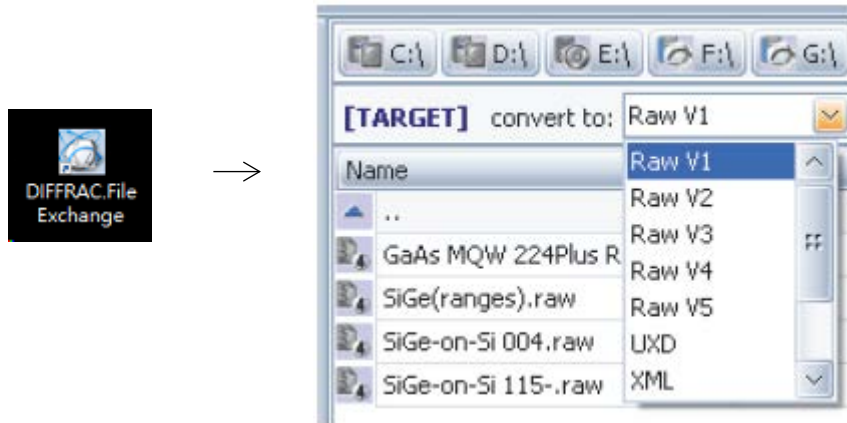 C:\ D:\ E:\ F:\ G:\
[TARGET] convert to: Raw V1
DIFFRAC.File
Exchange
Name
..
GaAs MQW 224Plus R
SiGe(ranges).raw
SiGe-on-Si 004.raw
SiGe-on-Si 115-.raw
Raw V1
Raw V2
Raw V3
Raw V4
Raw V5
UXD
XML